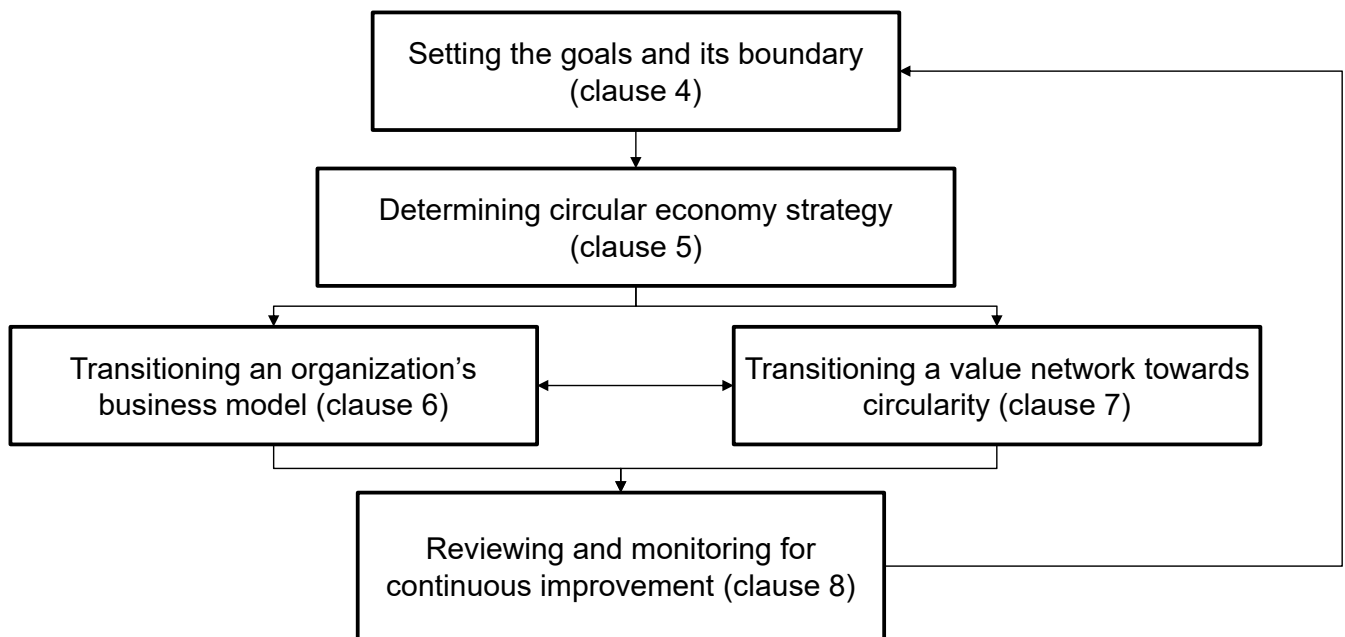 Setting the goals and its boundary
(clause 4)
Determining circular economy strategy
(clause 5)
Transitioning an organization’s
business model (clause 6)
Transitioning a value network towards
circularity (clause 7)
Reviewing and monitoring for
continuous improvement (clause 8)